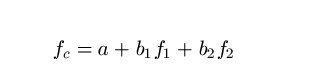 f_c = a + b_1 f_1 + b_2 f_2